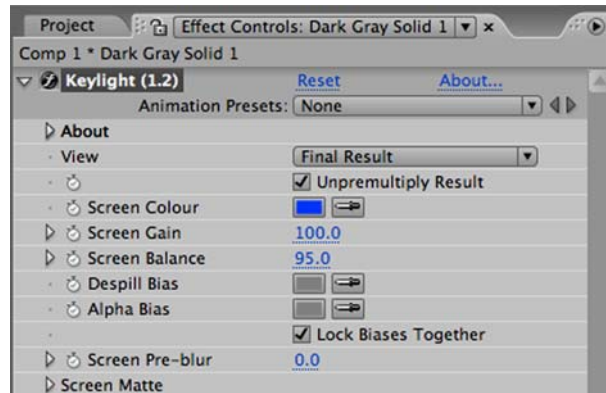 Project Effect Controls: Dark Gray Solid 1
Comp 1 * Dark Gray Solid 1
Keylight (1.2) Reset About...
Animation Presets: None
About
View Final Result
Unpremultiply Result
Screen Colour
Screen Gain 100.0
Screen Balance 95.0
Despill Bias
Alpha Bias
Lock Biases Together
Screen Pre-blur 0.0
Screen Matte